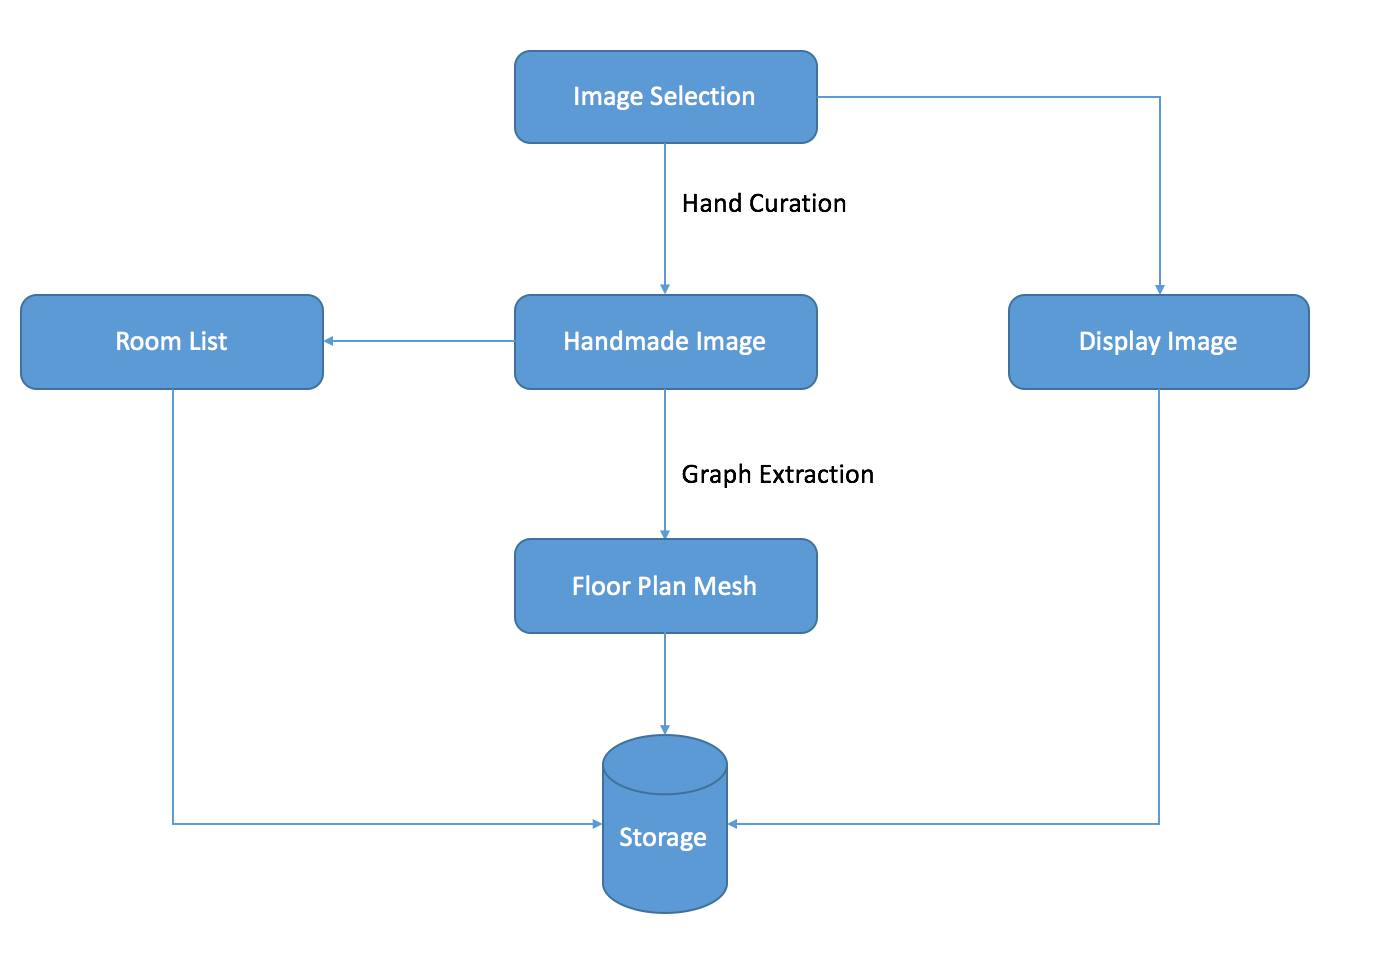 Image Selection
Hand Curation
Room List
Handmade Image
Display Image
Graph Extraction
Floor Plan Mesh
Storage